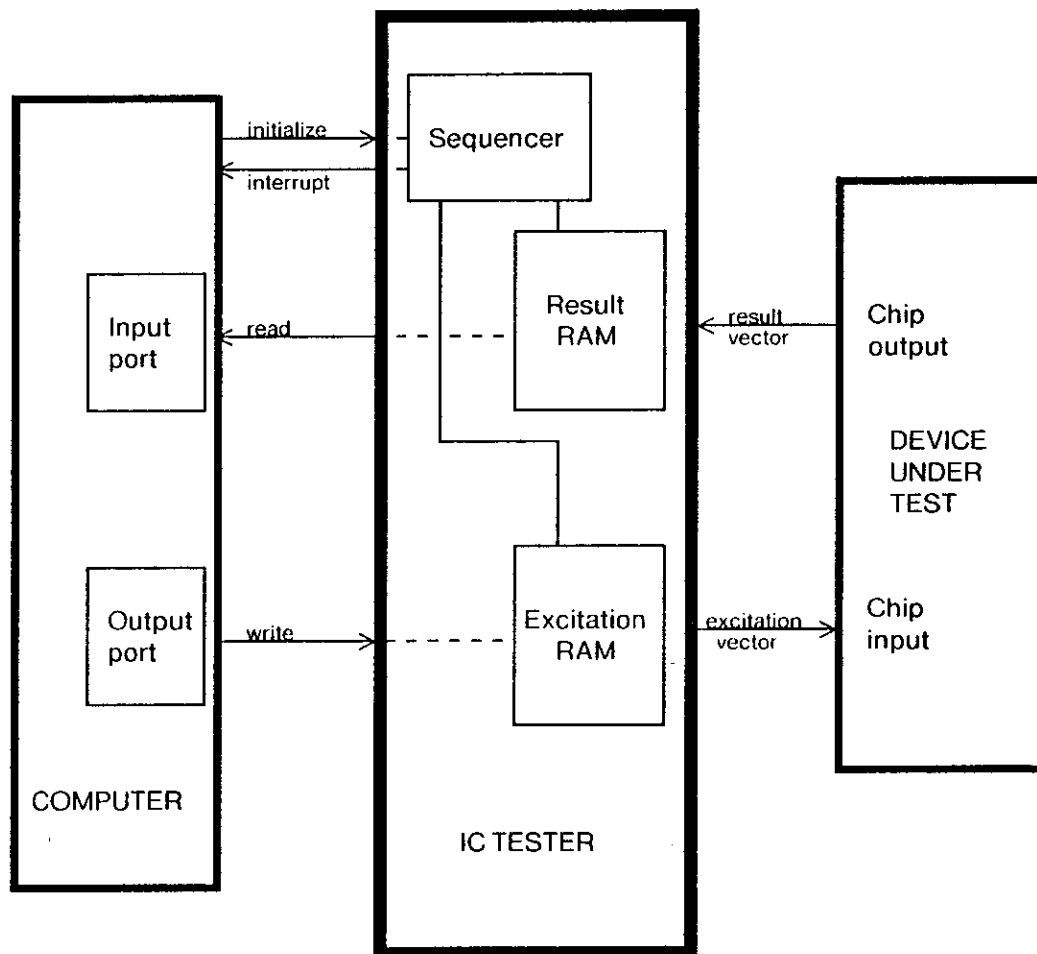 initialize
interrupt
Sequencer
Input
port
read
Result
RAM
result
vector
Chip
output
DEVICE
UNDER
TEST
Output
port
write
Excitation
RAM
excitation
vector
Chip
input
COMPUTER
IC TESTER